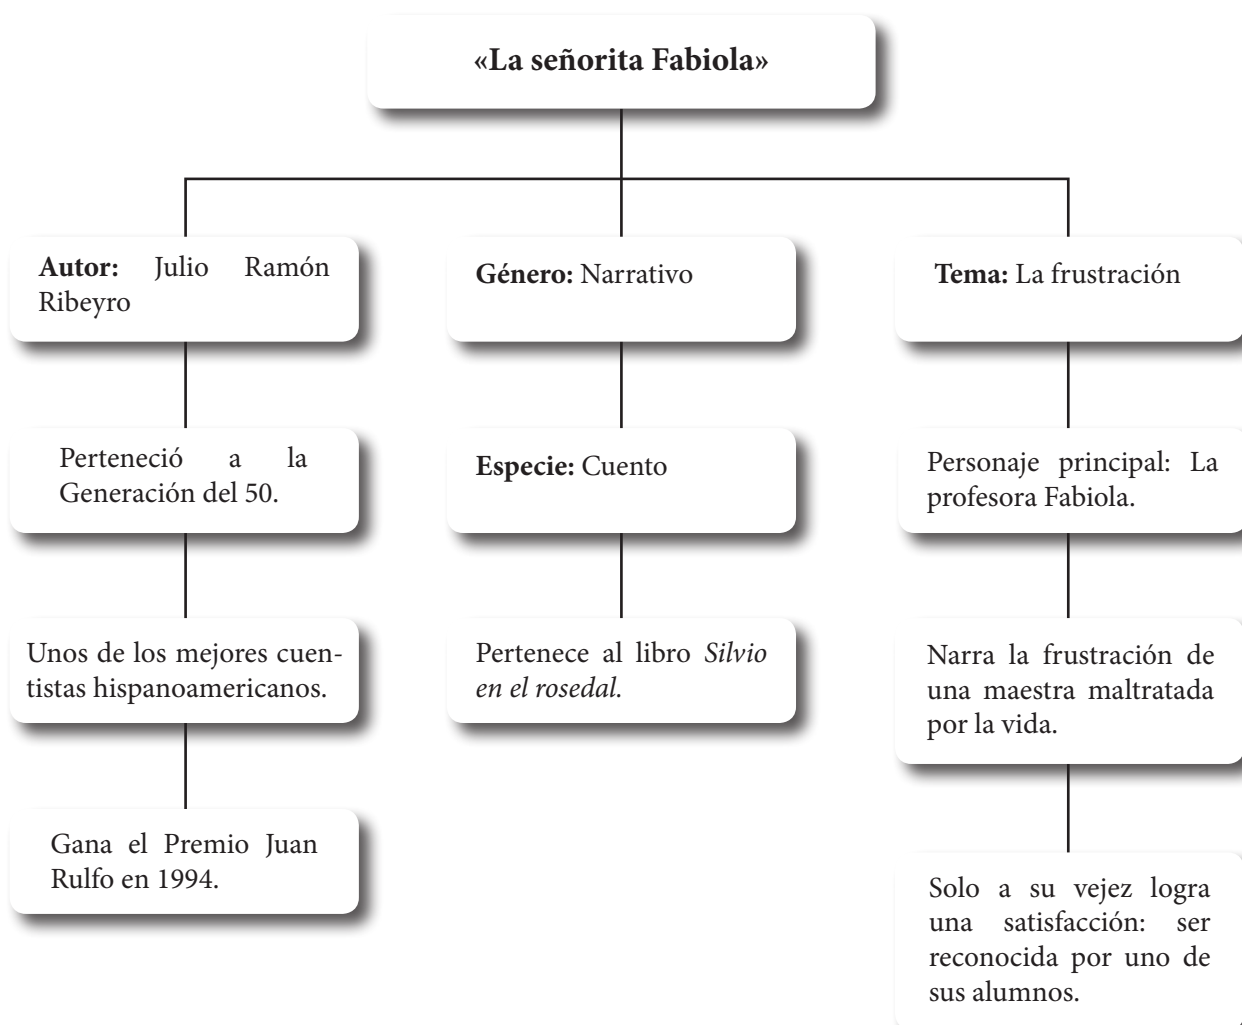 «La señorita Fabiola»
Autor: Julio Ramón
Ribeyro
Perteneció a la
Generación del 50.
Unos de los mejores cuen-
tistas hispanoamericanos.
Gana el Premio Juan
Rulfo en 1994.
Género: Narrativo
Especie: Cuento
Pertenece al libro Silvio
en el rosedal.
Tema: La frustración
Personaje principal: La
profesora Fabiola.
Narra la frustración de
una maestra maltratada
por la vida.
Solo a su vejez logra
una satisfacción: ser
reconocida por uno de
sus alumnos.